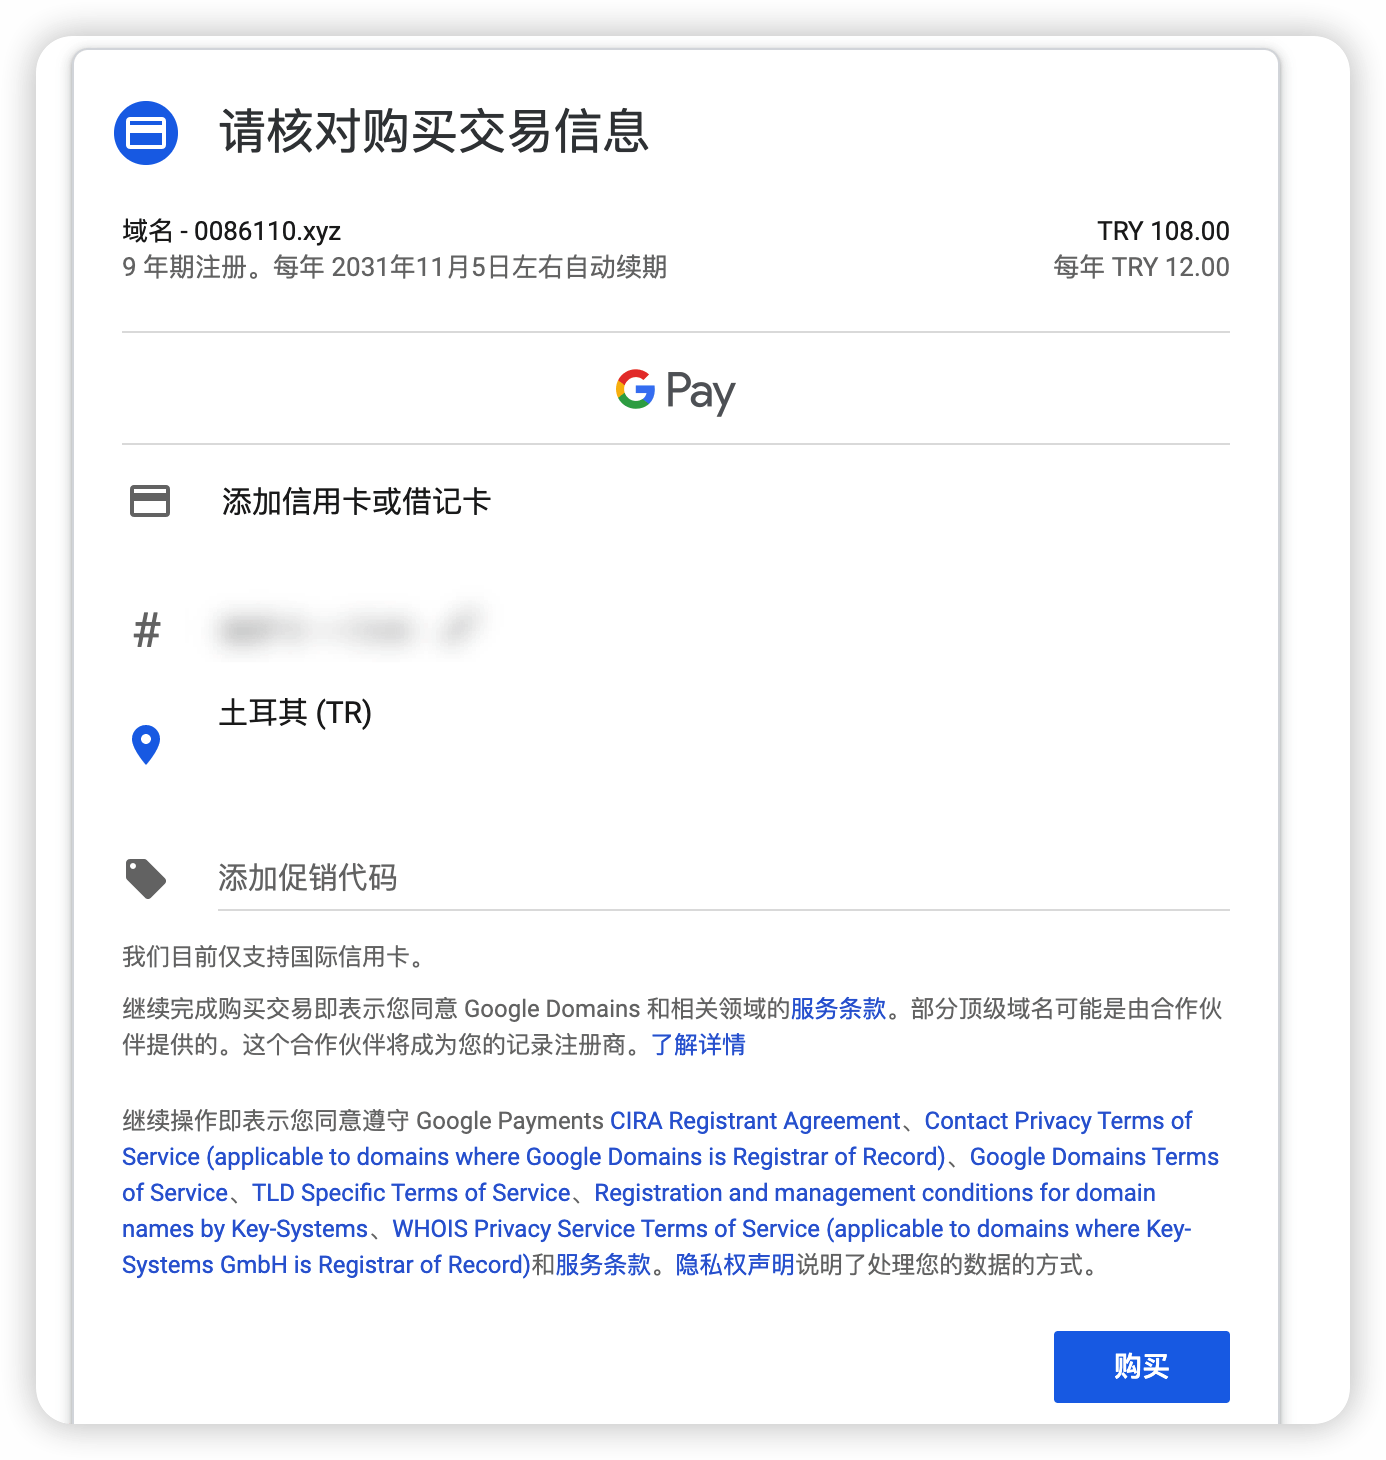 请核对购买交易信息
域名 - 0086110.xyz TRY 108.00
9 年期注册。每年 2031年11月5日左右自动续期 每年 TRY 12.00
G Pay
添加信用卡或借记卡
#
土耳其 (TR)
添加促销代码
我们目前仅支持国际信用卡。
继续完成购买交易即表示您同意 Google Domains 和相关领域的服务条款。部分顶级域名可能是由合作伙
伴提供的。这个合作伙伴将成为您的记录注册商。了解详情
继续操作即表示您同意遵守 Google Payments CIRA Registrant Agreement、Contact Privacy Terms of
Service (applicable to domains where Google Domains is Registrar of Record)、Google Domains Terms
of Service、TLD Specific Terms of Service、Registration and management conditions for domain
names by Key-Systems、WHOIS Privacy Service Terms of Service (applicable to domains where Key-
Systems GmbH is Registrar of Record)和服务条款。隐私权声明说明了处理您的数据的方式。
购买